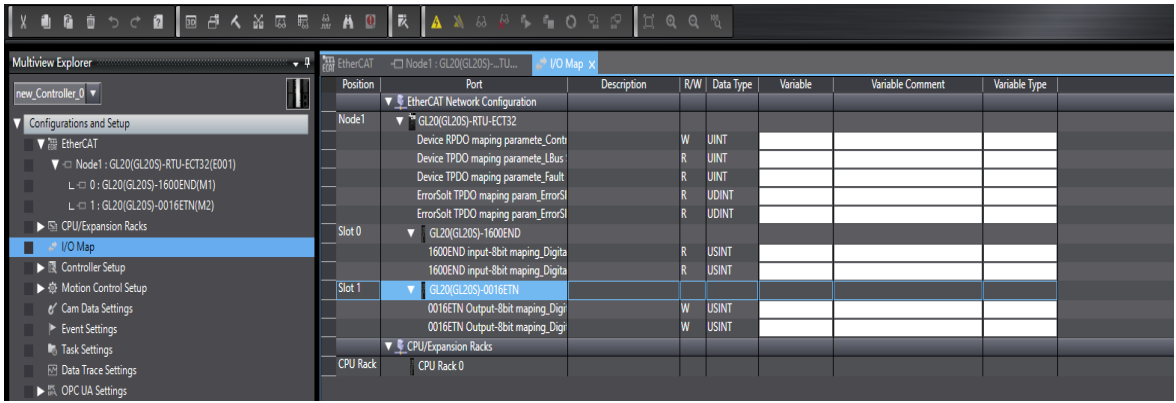 Multiview Explorer
new_Controller_0
Configurations and Setup
EtherCAT
Node1 : GL20(GL20S)-RTU-ECT32(E001)
0 : GL20(GL20S)-1600END(M1)
1 : GL20(GL20S)-0016ETN(M2)
CPU/Expansion Racks
I/O Map
Controller Setup
Motion Control Setup
Cam Data Settings
Event Settings
Task Settings
Data Trace Settings
OPC UA Settings
EtherCAT Node1 : GL20(GL20S)-...TU... I/O Map x
Position Port Description R/W Data Type Variable Variable Comment Variable Type
EtherCAT Network Configuration
Node1 GL20(GL20S)-RTU-ECT32
Device RPDO maping paramete_Contr W UINT
Device TPDO maping paramete_LBus R UINT
Device TPDO maping paramete_Fault R UINT
ErrorSolt TPDO maping param_ErrorSl R UDINT
ErrorSolt TPDO maping param_ErrorSl R UDINT
Slot 0 GL20(GL20S)-1600END
1600END input-8bit maping_Digita R USINT
1600END input-8bit maping_Digita R USINT
Slot 1 GL20(GL20S)-0016ETN
0016ETN Output-8bit maping_Digi W USINT
0016ETN Output-8bit maping_Digi W USINT
CPU/Expansion Racks
CPU Rack CPU Rack 0